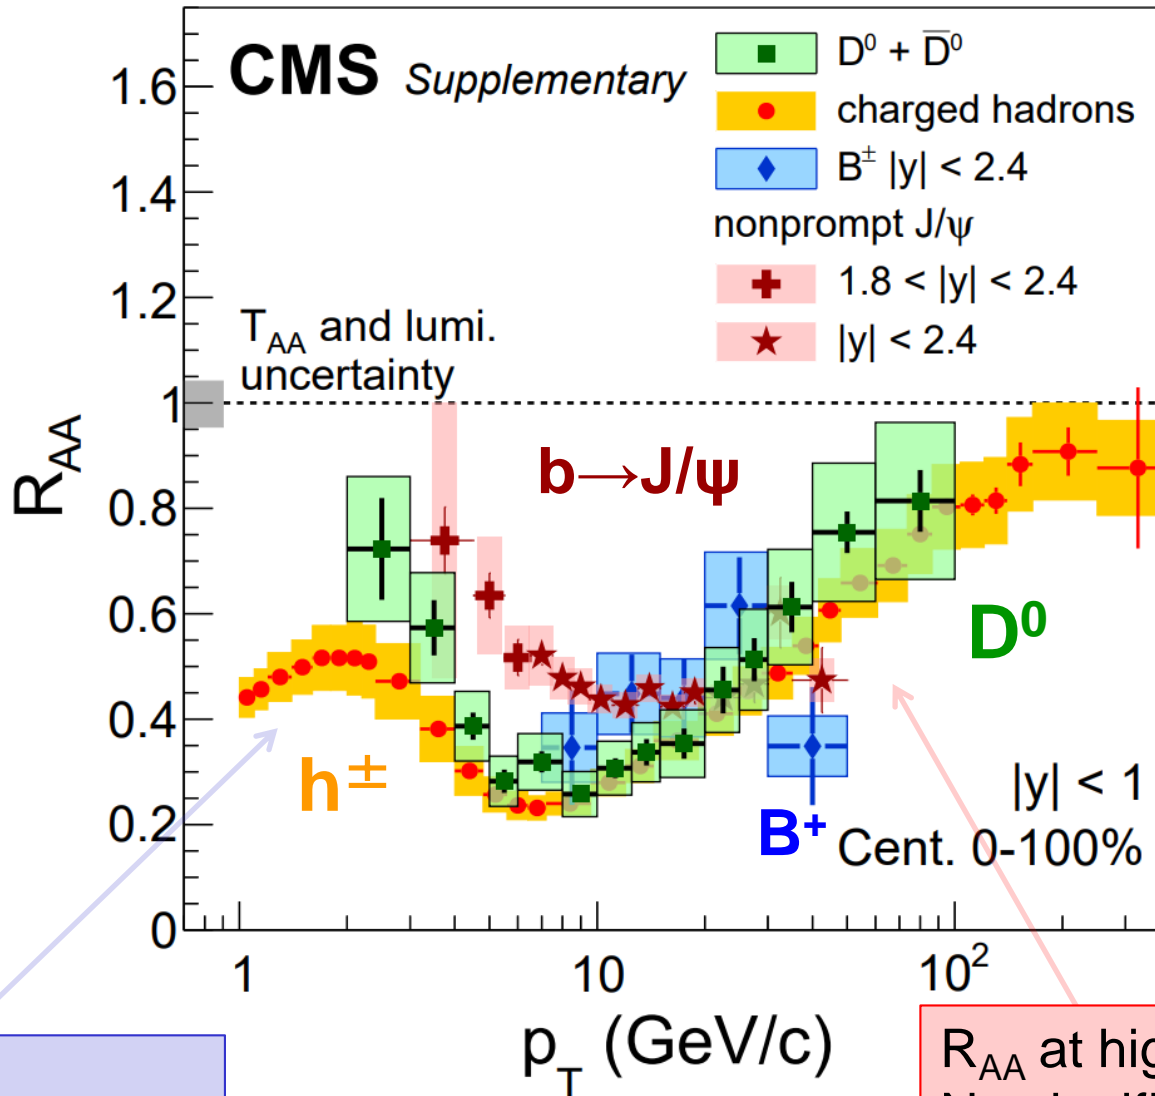 CMS Supplementary
D⁰ + D̅⁰
charged hadrons
B± |y| < 2.4
nonprompt J/ψ
1.8 < |y| < 2.4
|y| < 2.4
T_AA and lumi.
uncertainty
R_AA
1.6
1.4
1.2
1
0.8
0.6
0.4
0.2
0
b→J/ψ
D⁰
h±
B⁺
|y| < 1
Cent. 0-100%
1
10
10²
p_T (GeV/c)
R_AA at hig